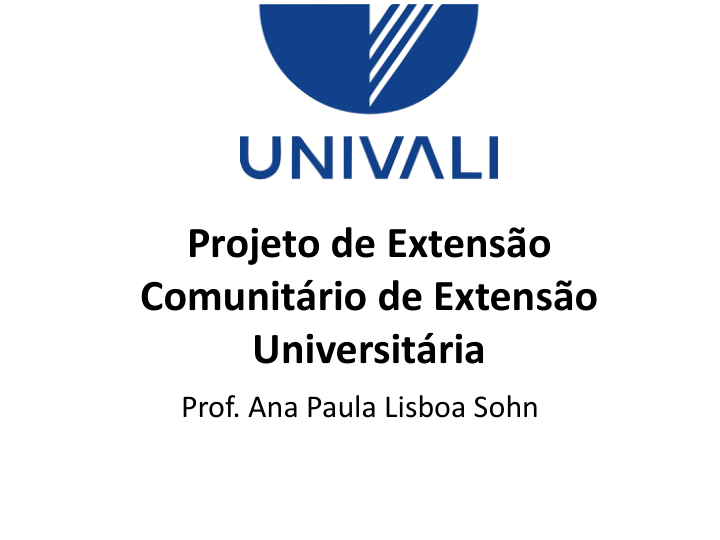 UNIVALI
Projeto de Extensão
Comunitário de Extensão
Universitária
Prof. Ana Paula Lisboa Sohn